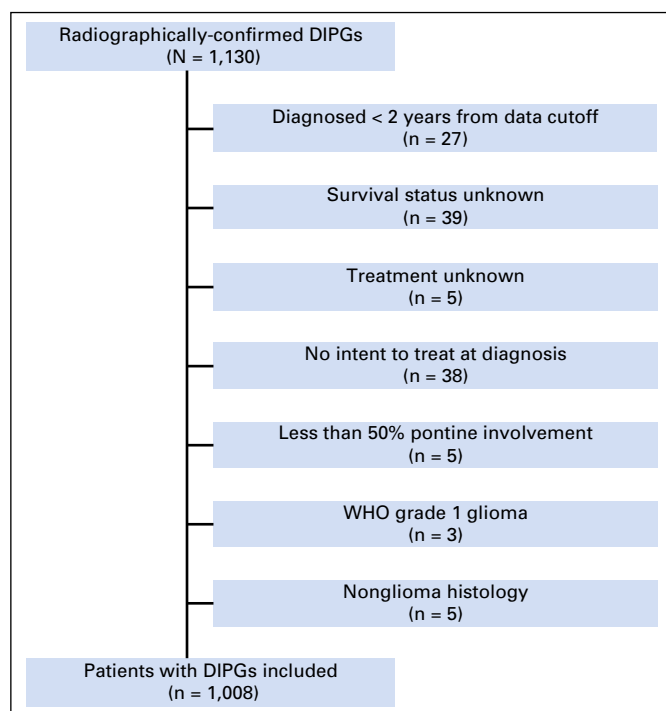 Radiographically-confirmed DIPGs
(N = 1,130)
Diagnosed < 2 years from data cutoff
(n = 27)
Survival status unknown
(n = 39)
Treatment unknown
(n = 5)
No intent to treat at diagnosis
(n = 38)
Less than 50% pontine involvement
(n = 5)
WHO grade 1 glioma
(n = 3)
Nonglioma histology
(n = 5)
Patients with DIPGs included
(n = 1,008)